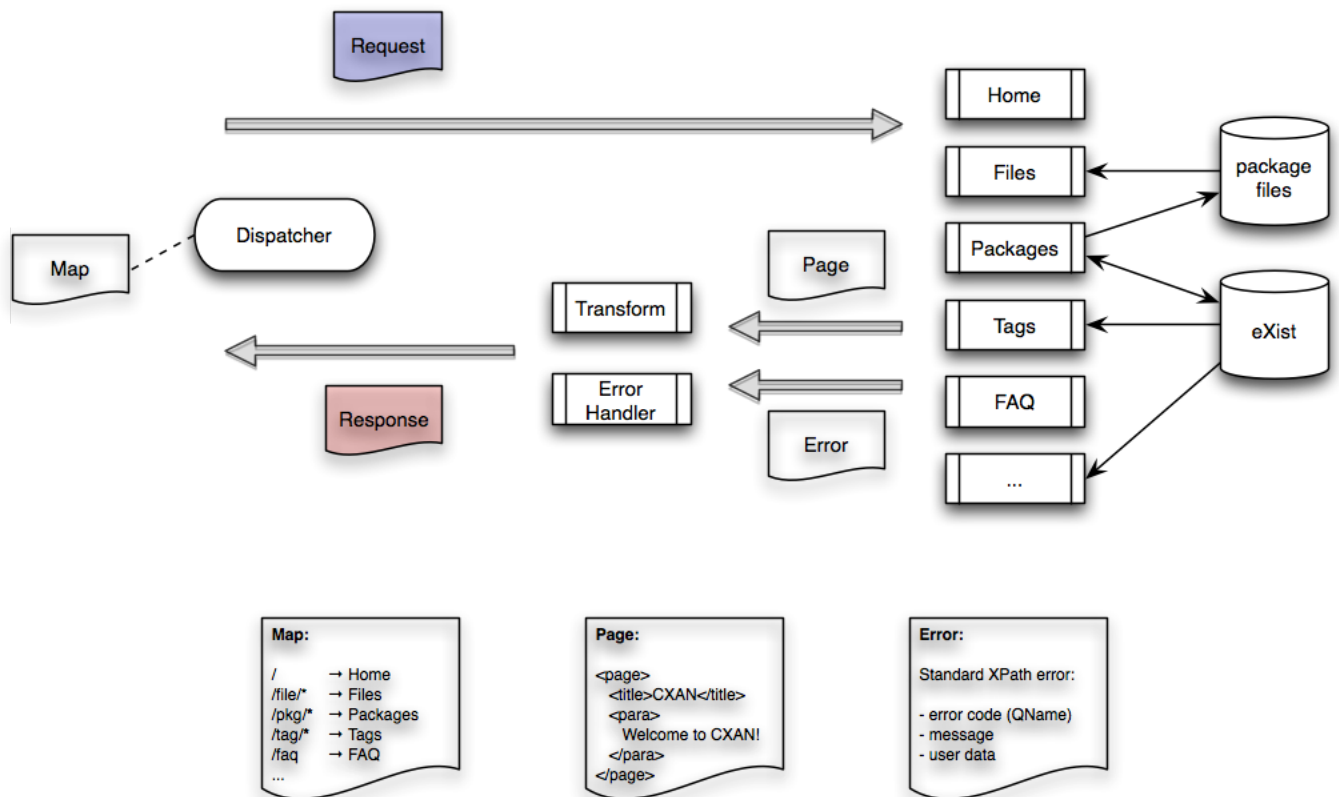 Request
Home
Files
package
files
Dispatcher
Map
Packages
Page
Transform
Tags
eXist
Error
Handler
FAQ
Response
Error
...
Map:
/ → Home
/file/* → Files
/pkg/* → Packages
/tag/* → Tags
/faq → FAQ
...
Page:
<page>
<title>CXAN</title>
<para>
Welcome to CXAN!
</para>
</page>
Error:
Standard XPath error:
- error code (QName)
- message
- user data